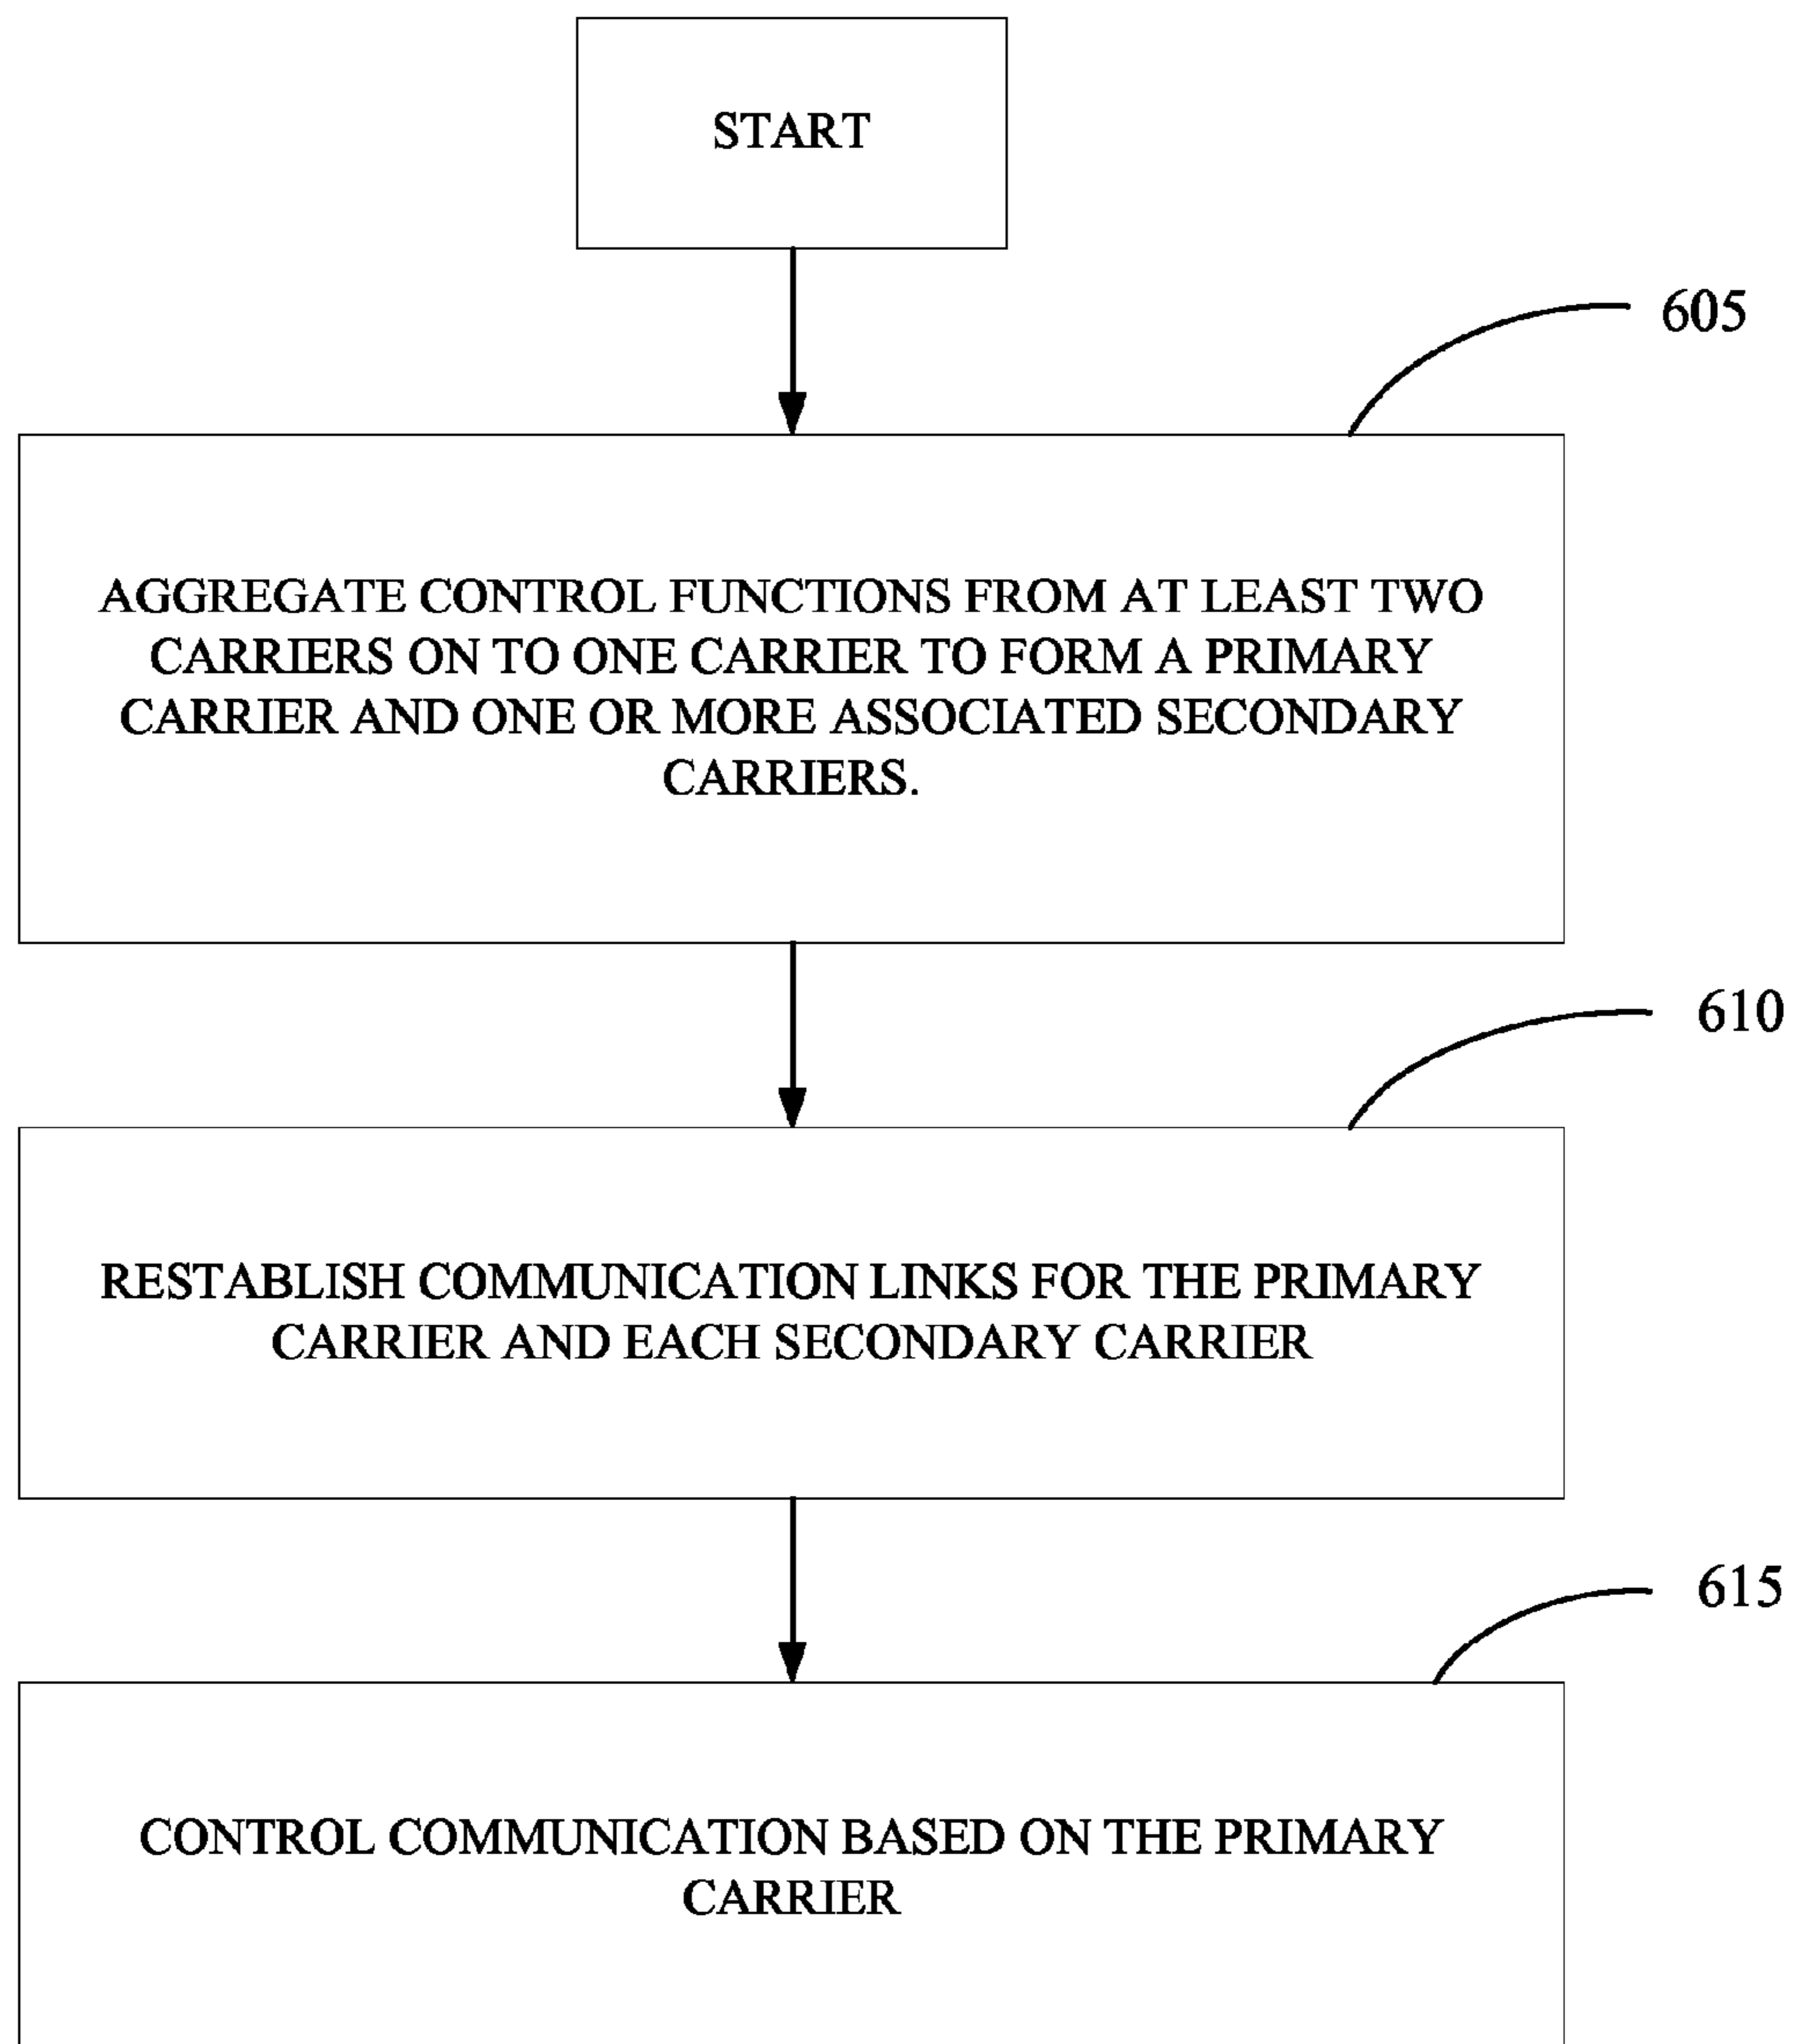 START
605
AGGREGATE CONTROL FUNCTIONS FROM AT LEAST TWO
CARRIERS ON TO ONE CARRIER TO FORM A PRIMARY
CARRIER AND ONE OR MORE ASSOCIATED SECONDARY
CARRIERS.
610
RESTABLISH COMMUNICATION LINKS FOR THE PRIMARY
CARRIER AND EACH SECONDARY CARRIER
615
CONTROL COMMUNICATION BASED ON THE PRIMARY
CARRIER